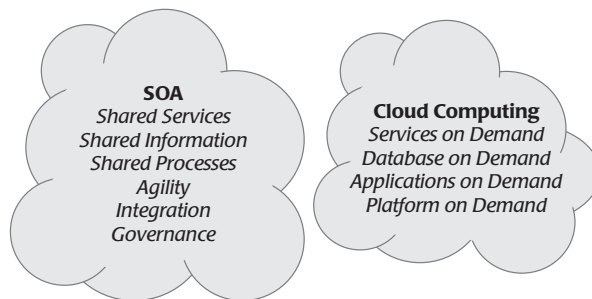 SOA
Shared Services
Shared Information
Shared Processes
Agility
Integration
Governance
Cloud Computing
Services on Demand
Database on Demand
Applications on Demand
Platform on Demand